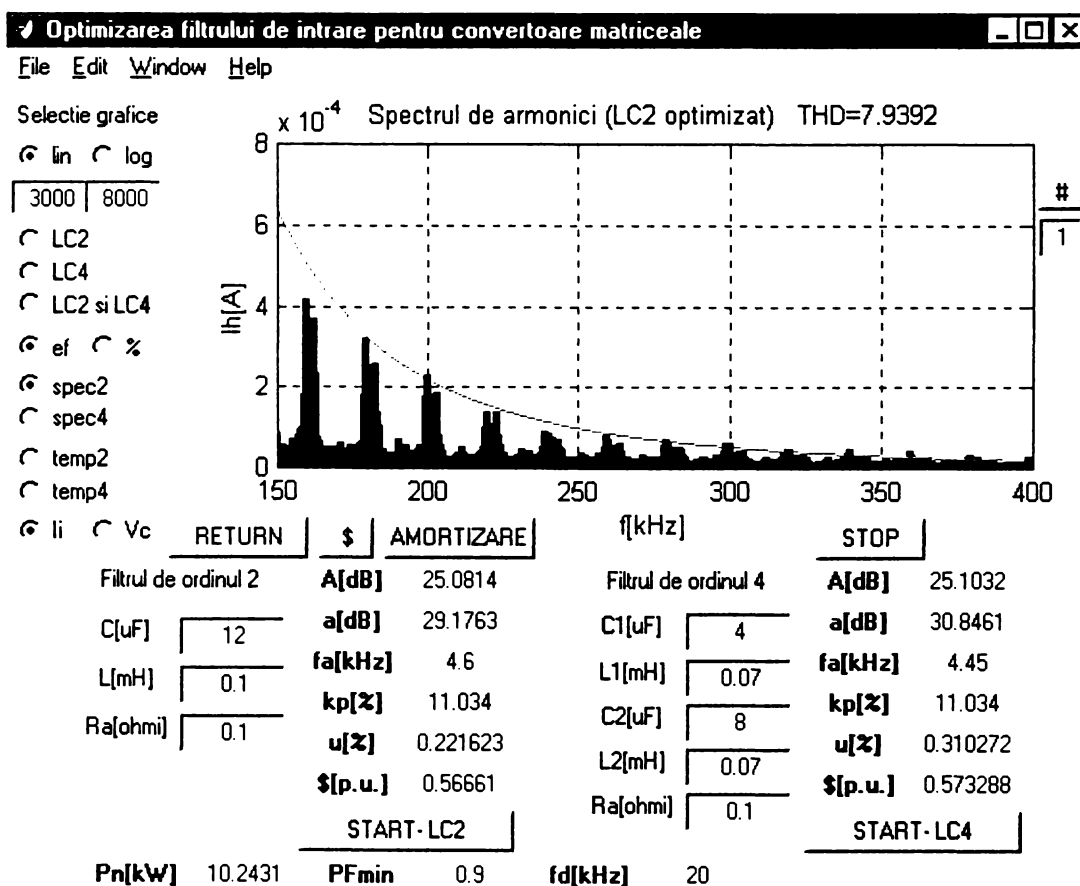 Optimizarea filtrului de intrare pentru convertoare matriceale
File Edit Window Help
Selectie grafice
lin log
3000 8000
LC2
LC4
LC2 si LC4
ef %
spec2
spec4
temp2
temp4
Ii Vc
x 10^-4 Spectrul de armonici (LC2 optimizat) THD=7.9392
8
6
4
2
0
Ih[A]
150 200 250 300 350 400
f[kHz]
#
1
RETURN $ AMORTIZARE STOP
Filtrul de ordinul 2
C[uF] 12
L[mH] 0.1
Ra[ohmi] 0.1
A[dB] 25.0814
a[dB] 29.1763
fa[kHz] 4.6
kp[%] 11.034
u[%] 0.221623
$[p.u.] 0.56661
START-LC2
Filtrul de ordinul 4
C1[uF] 4
L1[mH] 0.07
C2[uF] 8
L2[mH] 0.07
Ra[ohmi] 0.1
A[dB] 25.1032
a[dB] 30.8461
fa[kHz] 4.45
kp[%] 11.034
u[%] 0.310272
$[p.u.] 0.573288
START-LC4
Pn[kW] 10.2431 PFmin 0.9 fd[kHz] 20